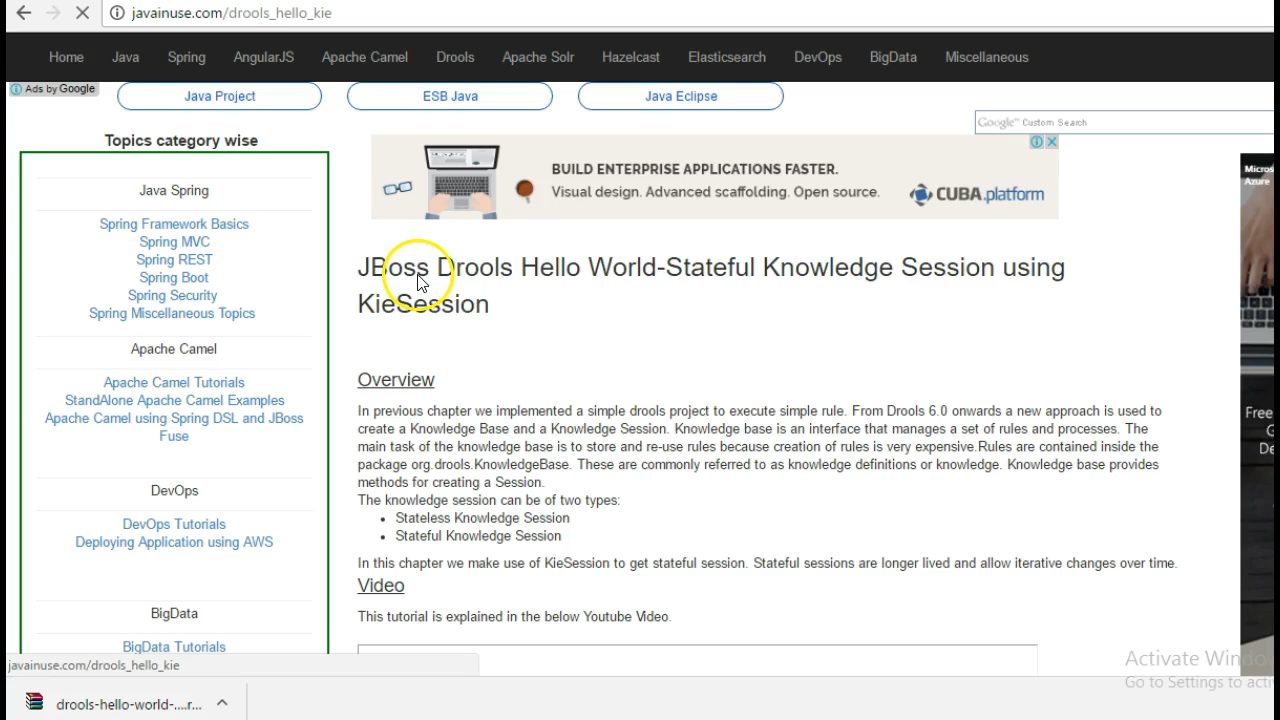 javainuse.com/drools_hello_kie
Home Java Spring AngularJS Apache Camel Drools Apache Solr Hazelcast Elasticsearch DevOps BigData Miscellaneous
Ads by Google
Java Project ESB Java Java Eclipse
Google™ Custom Search
Topics category wise
Java Spring
Spring Framework Basics
Spring MVC
Spring REST
Spring Boot
Spring Security
Spring Miscellaneous Topics
Apache Camel
Apache Camel Tutorials
StandAlone Apache Camel Examples
Apache Camel using Spring DSL and JBoss
Fuse
DevOps
DevOps Tutorials
Deploying Application using AWS
BigData
BigData Tutorials
BUILD ENTERPRISE APPLICATIONS FASTER.
Visual design. Advanced scaffolding. Open source.
CUBA.platform
JBoss Drools Hello World-Stateful Knowledge Session using
KieSession
Overview
In previous chapter we implemented a simple drools project to execute simple rule. From Drools 6.0 onwards a new approach is used to
create a Knowledge Base and a Knowledge Session. Knowledge base is an interface that manages a set of rules and processes. The
main task of the knowledge base is to store and re-use rules because creation of rules is very expensive.Rules are contained inside the
package org.drools.KnowledgeBase. These are commonly referred to as knowledge definitions or knowledge. Knowledge base provides
methods for creating a Session.
The knowledge session can be of two types:
• Stateless Knowledge Session
• Stateful Knowledge Session
In this chapter we make use of KieSession to get stateful session. Stateful sessions are longer lived and allow iterative changes over time.
Video
This tutorial is explained in the below Youtube Video.
Micros
Azure
Free
G
De
Activate Windo
Go to Settings to acti
javainuse.com/drools_hello_kie
drools-hello-world-....r...